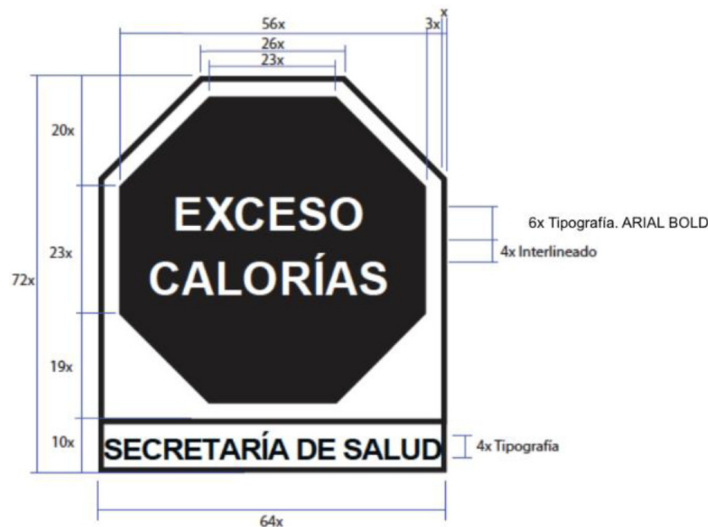 x
56x
3x
26x
23x
20x
EXCESO
6x Tipografía. ARIAL BOLD
23x
4x Interlineado
CALORÍAS
72x
19x
10x
SECRETARÍA DE SALUD
4x Tipografía
64x